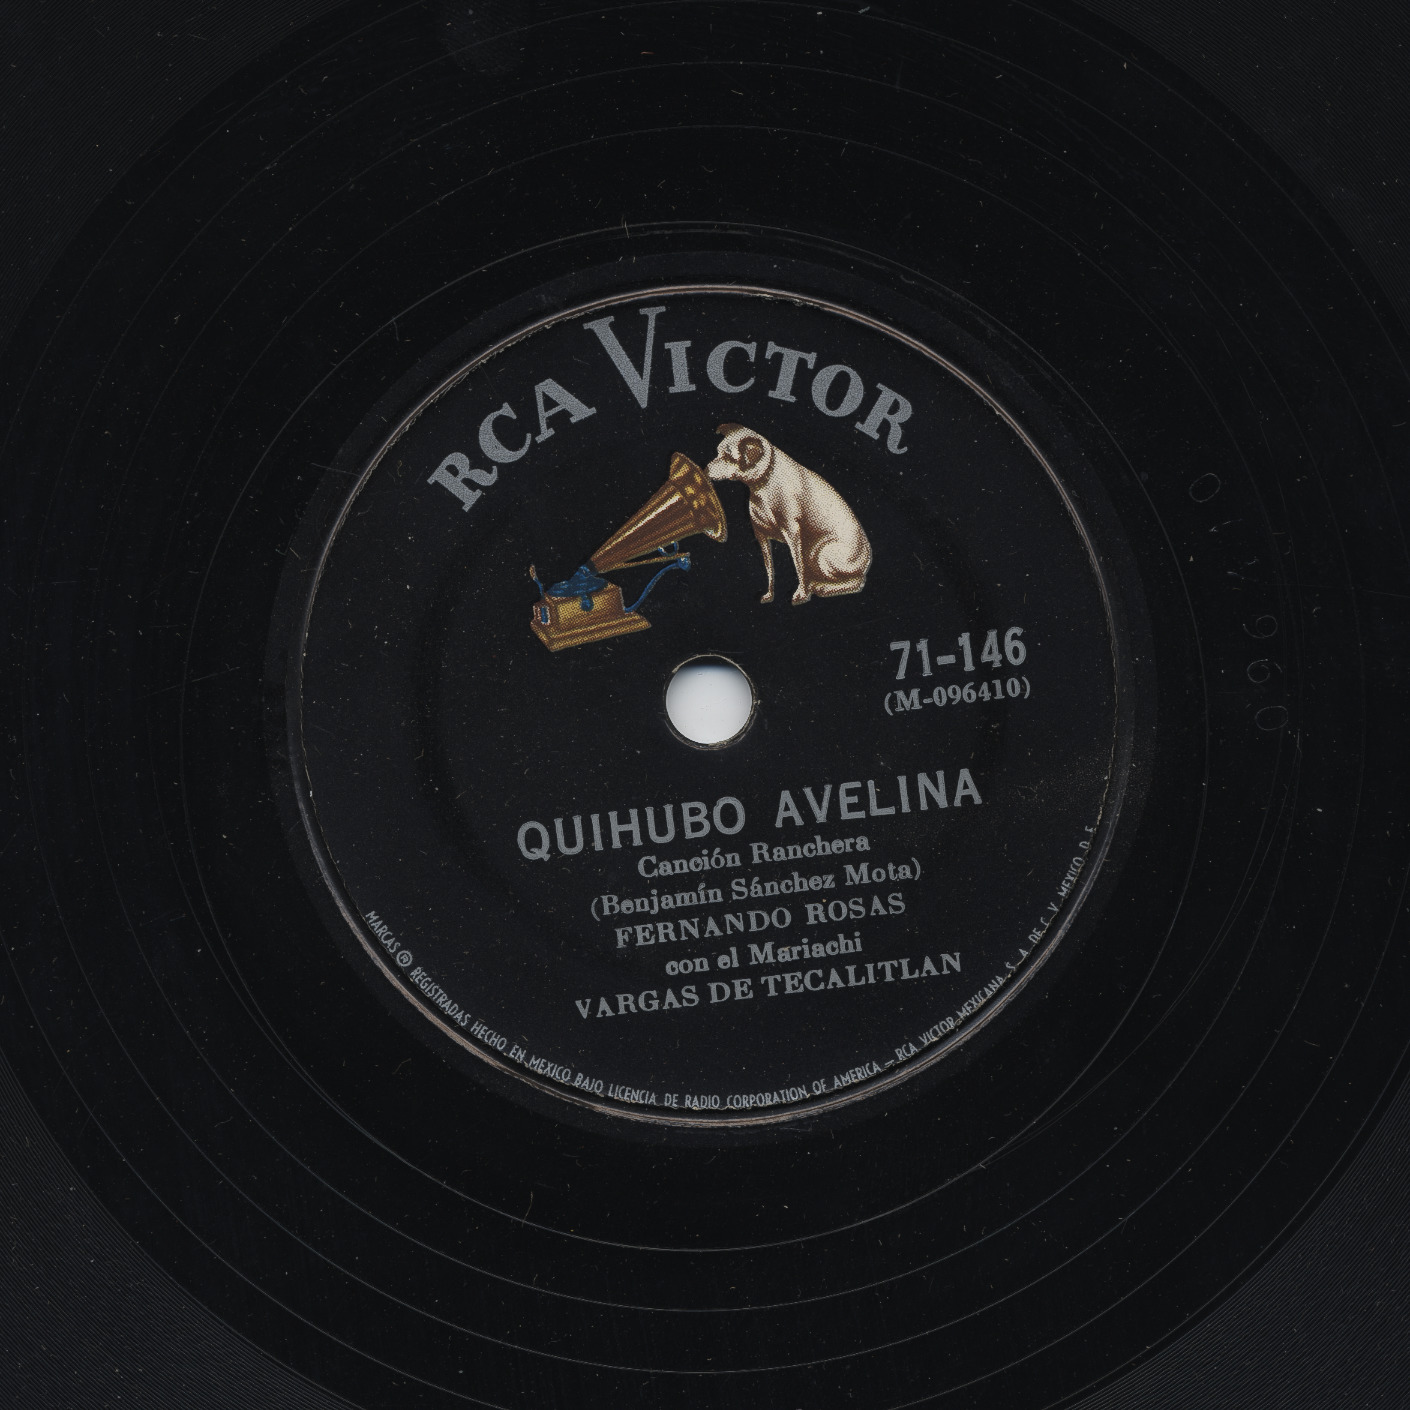 RCA VICTOR
71-146
(M-096410)
QUIHUBO AVELINA
Canción Ranchera
(Benjamín Sánchez Mota)
FERNANDO ROSAS
con el Mariachi
VARGAS DE TECALITLAN
MARCAS ® REGISTRADAS HECHO EN MEXICO BAJO LICENCIA DE RADIO CORPORATION OF AMERICA — RCA VICTOR MEXICANA, S. A. DE C. V. MEXICO D. F.